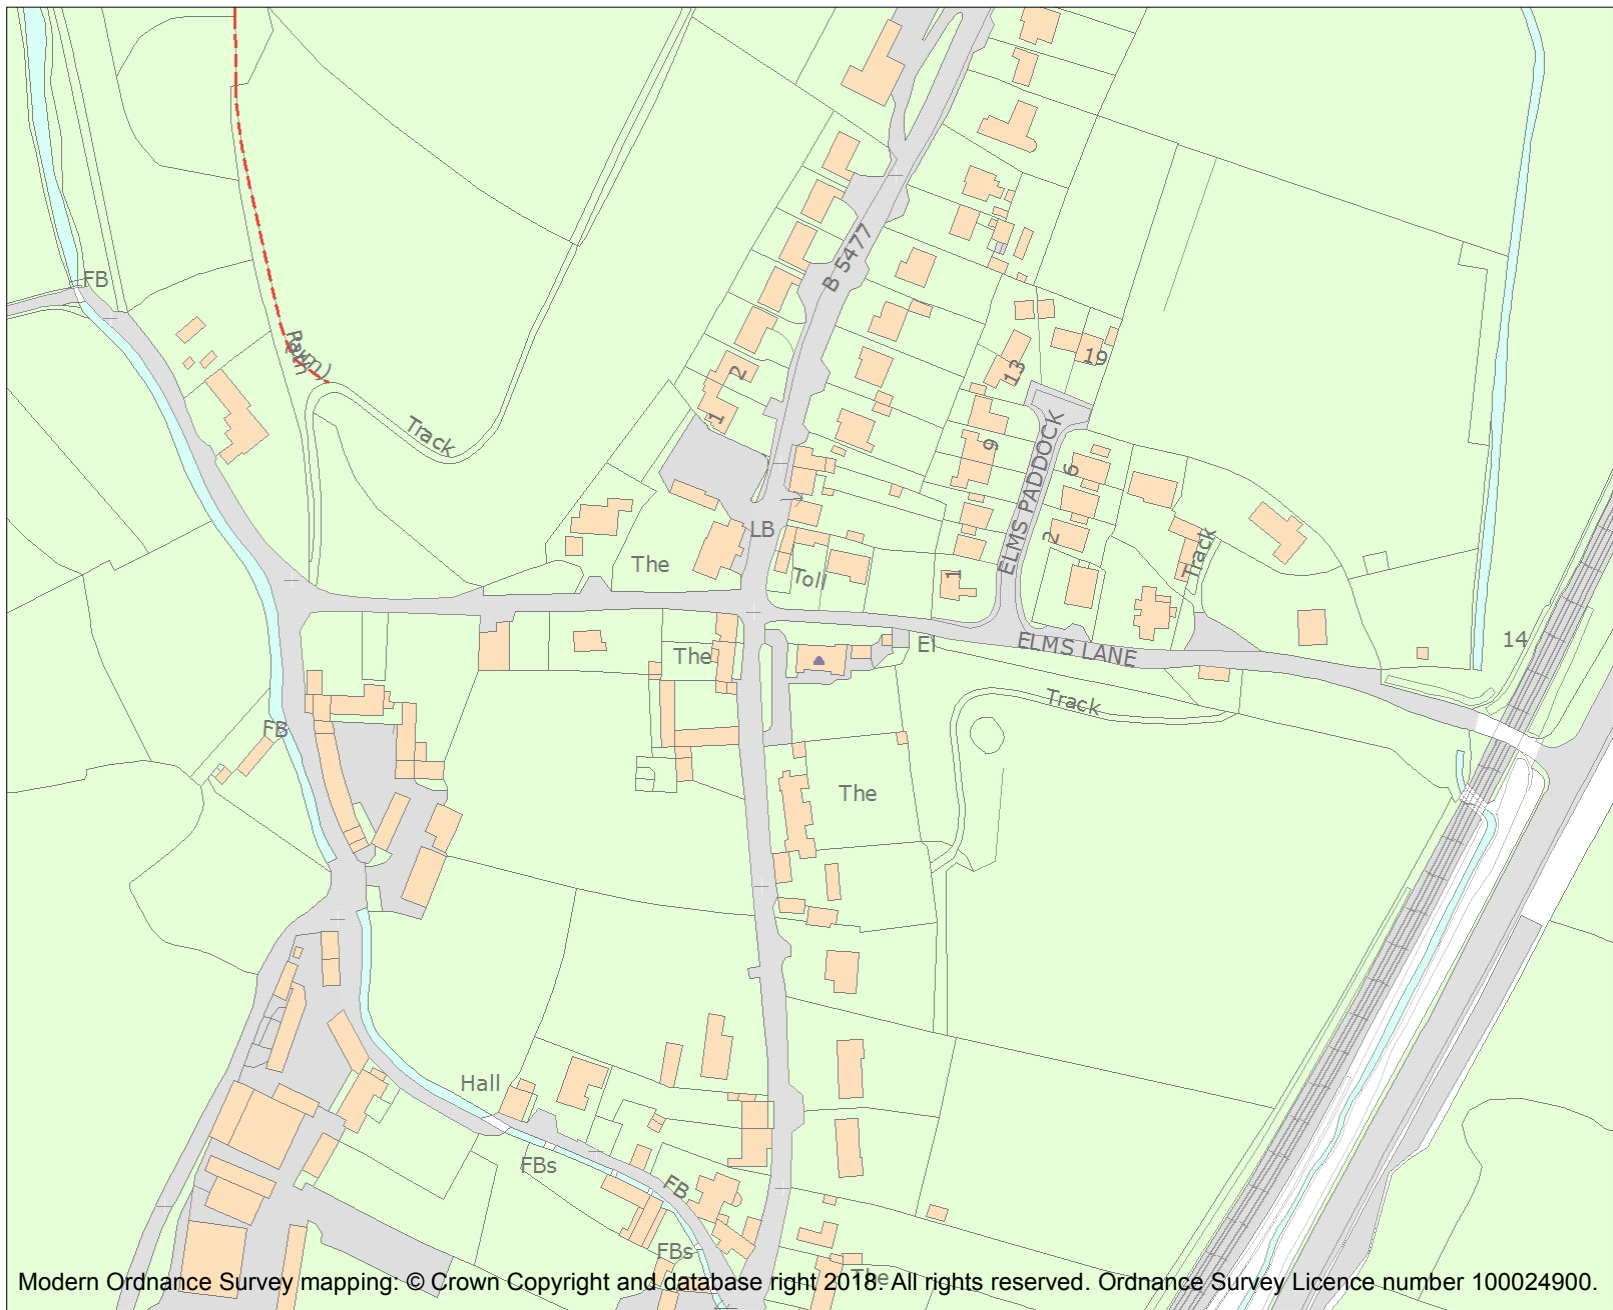 FB
B 5477
Track
2
1
13
19
9
6
ELMS PADDOCK
2
1
LB
The
Toll
Track
The
El
ELMS LANE
14
Track
FB
The
Hall
FBs
FB
FBs
The
Modern Ordnance Survey mapping: © Crown Copyright and database right 2018. All rights reserved. Ordnance Survey Licence number 100024900.